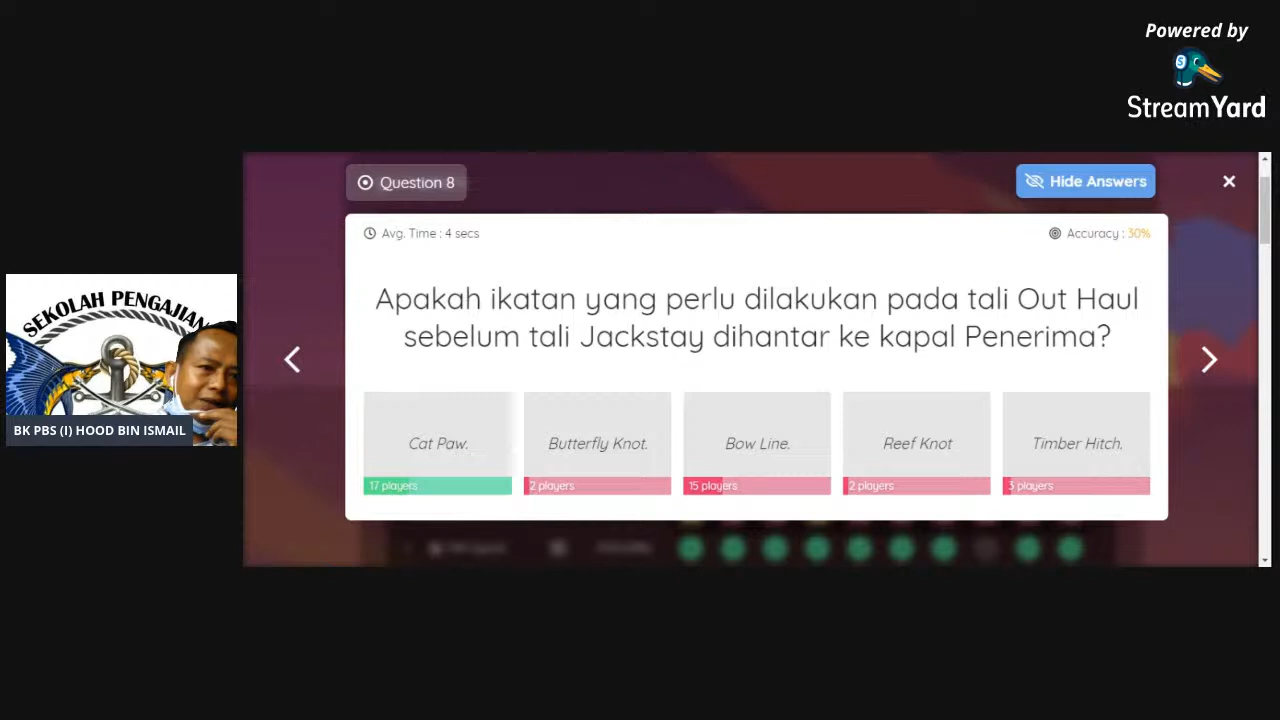 Powered by
StreamYard
Question 8
Hide Answers
Avg. Time : 4 secs
Accuracy : 30%
Apakah ikatan yang perlu dilakukan pada tali Out Haul
sebelum tali Jackstay dihantar ke kapal Penerima?
Cat Paw.
Butterfly Knot.
Bow Line.
Reef Knot
Timber Hitch.
17 players
2 players
15 players
2 players
3 players
SEKOLAH PENGAJIAN
BK PBS (I) HOOD BIN ISMAIL